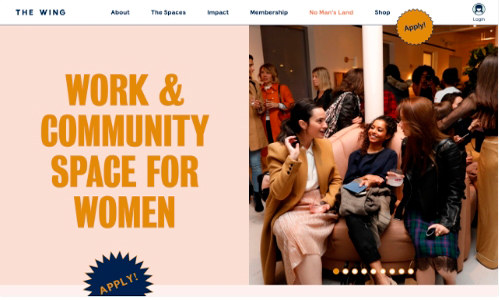 THE WING
About
The Spaces
Impact
Membership
No Man's Land
Shop
Apply!
Login
WORK &
COMMUNITY
SPACE FOR
WOMEN
APPLY!